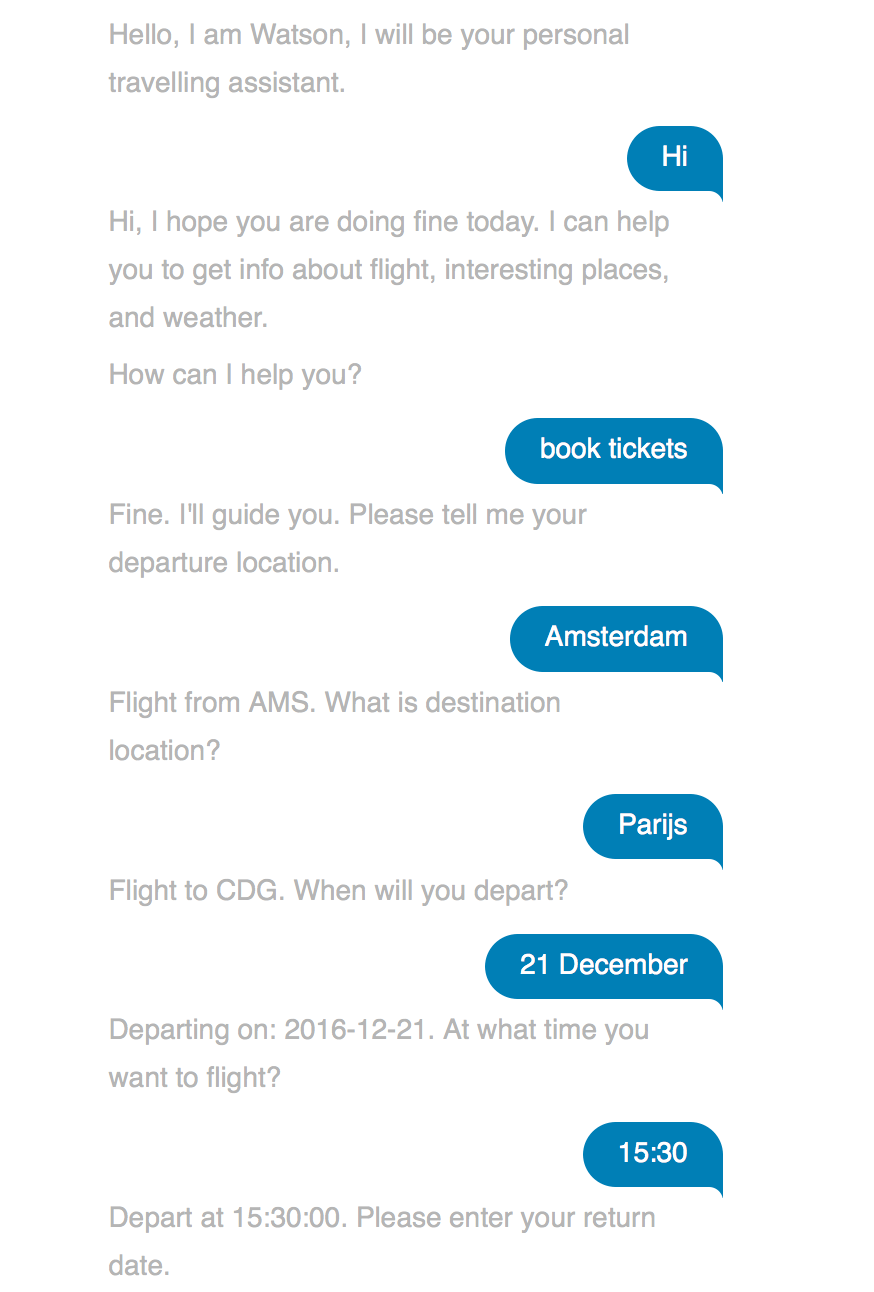 Hello, I am Watson, I will be your personal
travelling assistant.
Hi
Hi, I hope you are doing fine today. I can help
you to get info about flight, interesting places,
and weather.
How can I help you?
book tickets
Fine. I'll guide you. Please tell me your
departure location.
Amsterdam
Flight from AMS. What is destination
location?
Parijs
Flight to CDG. When will you depart?
21 December
Departing on: 2016-12-21. At what time you
want to flight?
15:30
Depart at 15:30:00. Please enter your return
date.